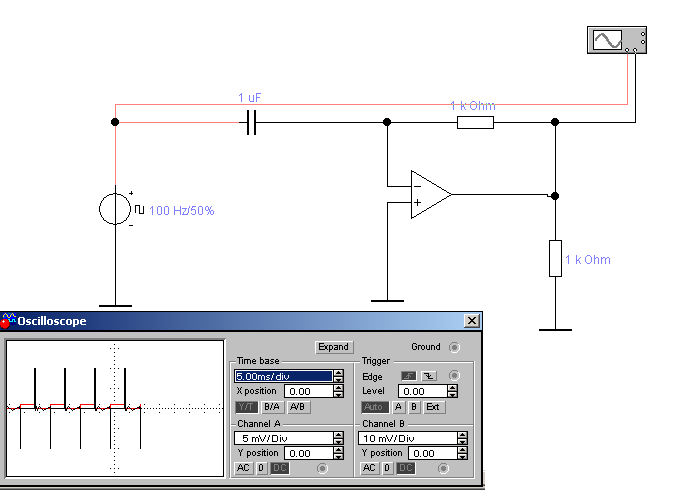 1 uF
1 k Ohm
+
100 Hz/50%
-
−
+
1 k Ohm
Oscilloscope
Expand
Ground
Time base
5.00ms/div
X position 0.00
Y/T B/A A/B
Trigger
Edge
Level 0.00
Auto A B Ext
Channel A
5 mV/Div
Y position 0.00
AC 0 DC
Channel B
10 mV/Div
Y position 0.00
AC 0 DC